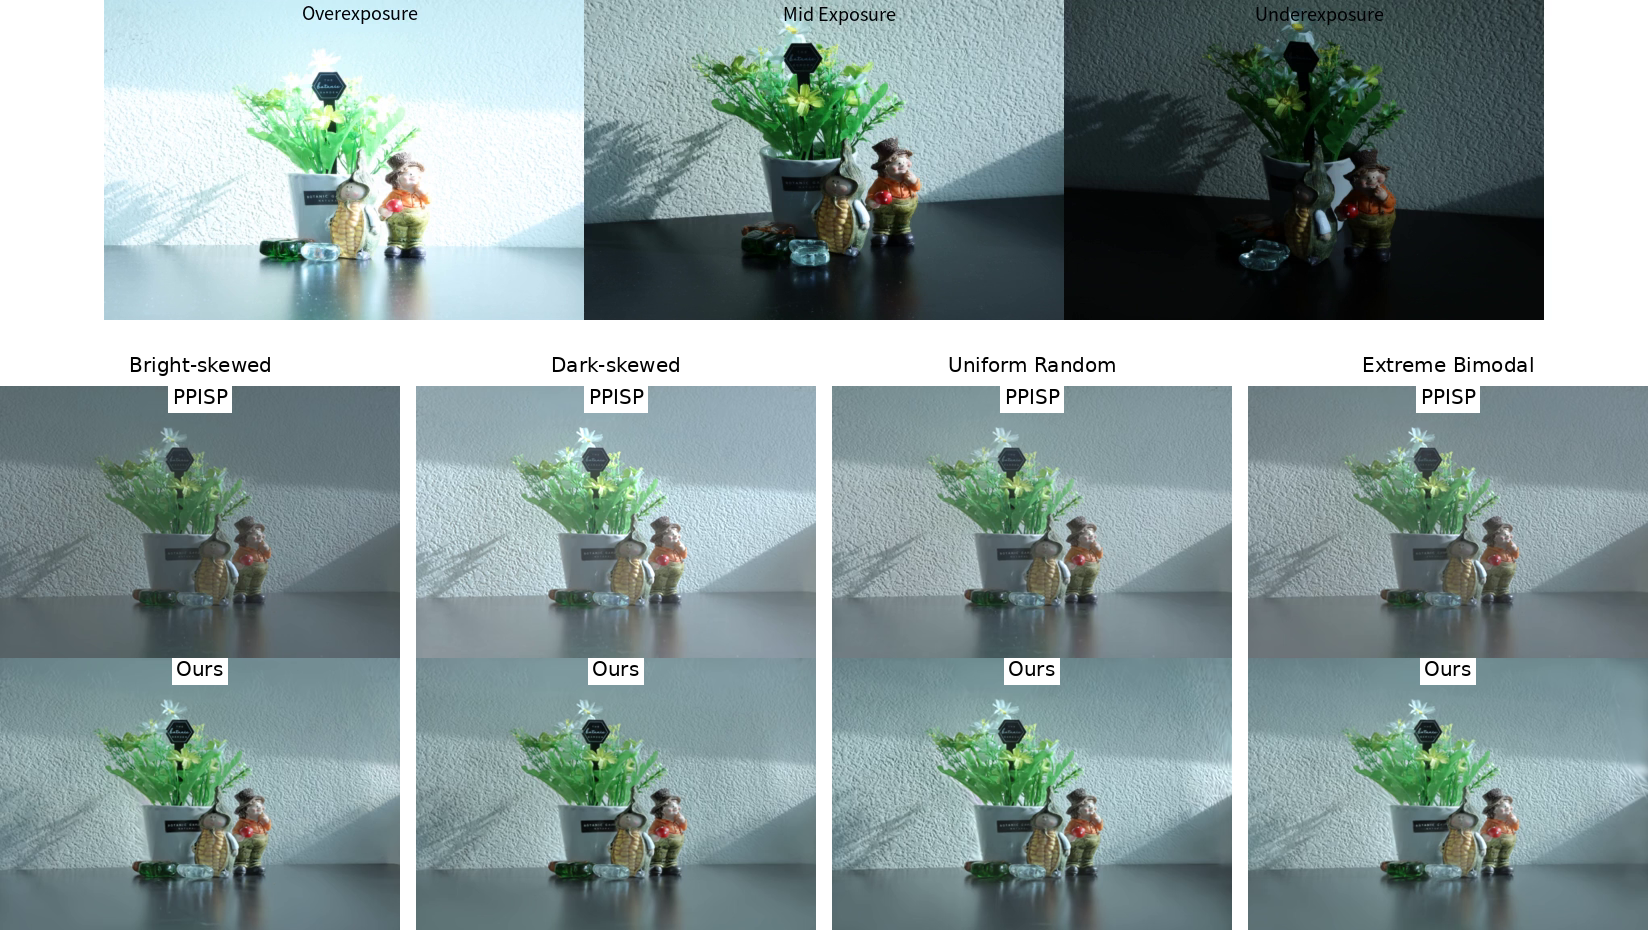 Overexposure
Mid Exposure
Underexposure
Bright-skewed
Dark-skewed
Uniform Random
Extreme Bimodal
PPISP
PPISP
PPISP
PPISP
Ours
Ours
Ours
Ours